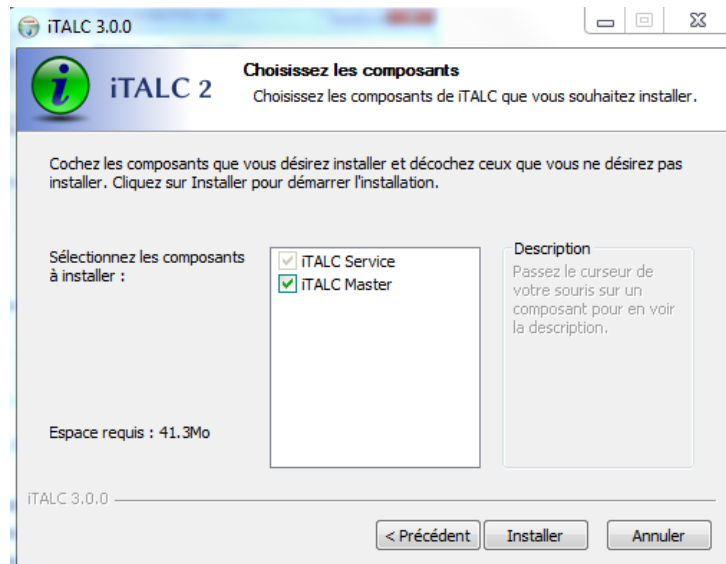 iTALC 3.0.0
iTALC 2
Choisissez les composants
Choisissez les composants de iTALC que vous souhaitez installer.
Cochez les composants que vous désirez installer et décochez ceux que vous ne désirez pas
installer. Cliquez sur Installer pour démarrer l'installation.
Sélectionnez les composants
à installer :
iTALC Service
iTALC Master
Description
Passez le curseur de
votre souris sur un
composant pour en voir
la description.
Espace requis : 41.3Mo
iTALC 3.0.0
< Précédent
Installer
Annuler